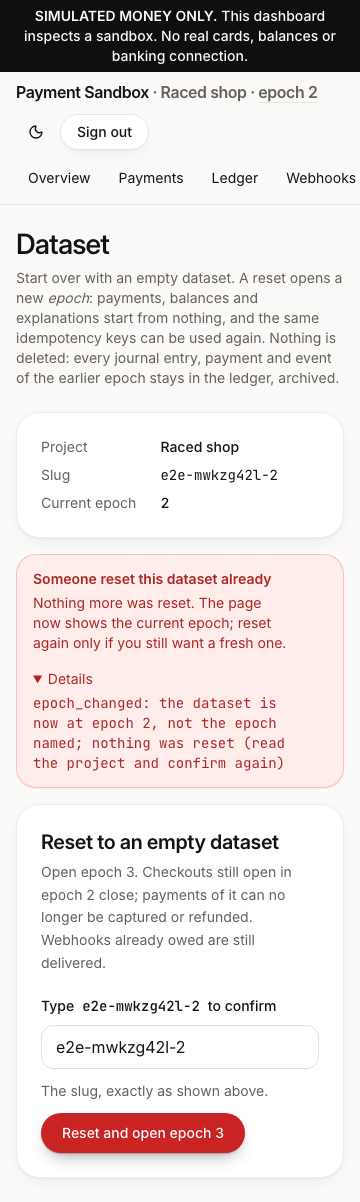 SIMULATED MONEY ONLY. This dashboard
inspects a sandbox. No real cards, balances or
banking connection.
Payment Sandbox · Raced shop · epoch 2
Sign out
Overview Payments Ledger Webhooks
Dataset
Start over with an empty dataset. A reset opens a
new epoch: payments, balances and
explanations start from nothing, and the same
idempotency keys can be used again. Nothing is
deleted: every journal entry, payment and event
of the earlier epoch stays in the ledger, archived.
Project Raced shop
Slug e2e-mwkzg42l-2
Current epoch 2
Someone reset this dataset already
Nothing more was reset. The page
now shows the current epoch; reset
again only if you still want a fresh one.
▼ Details
epoch_changed: the dataset is
now at epoch 2, not the epoch
named; nothing was reset (read
the project and confirm again)
Reset to an empty dataset
Open epoch 3. Checkouts still open in
epoch 2 close; payments of it can no
longer be captured or refunded.
Webhooks already owed are still
delivered.
Type e2e-mwkzg42l-2 to confirm
e2e-mwkzg42l-2
The slug, exactly as shown above.
Reset and open epoch 3